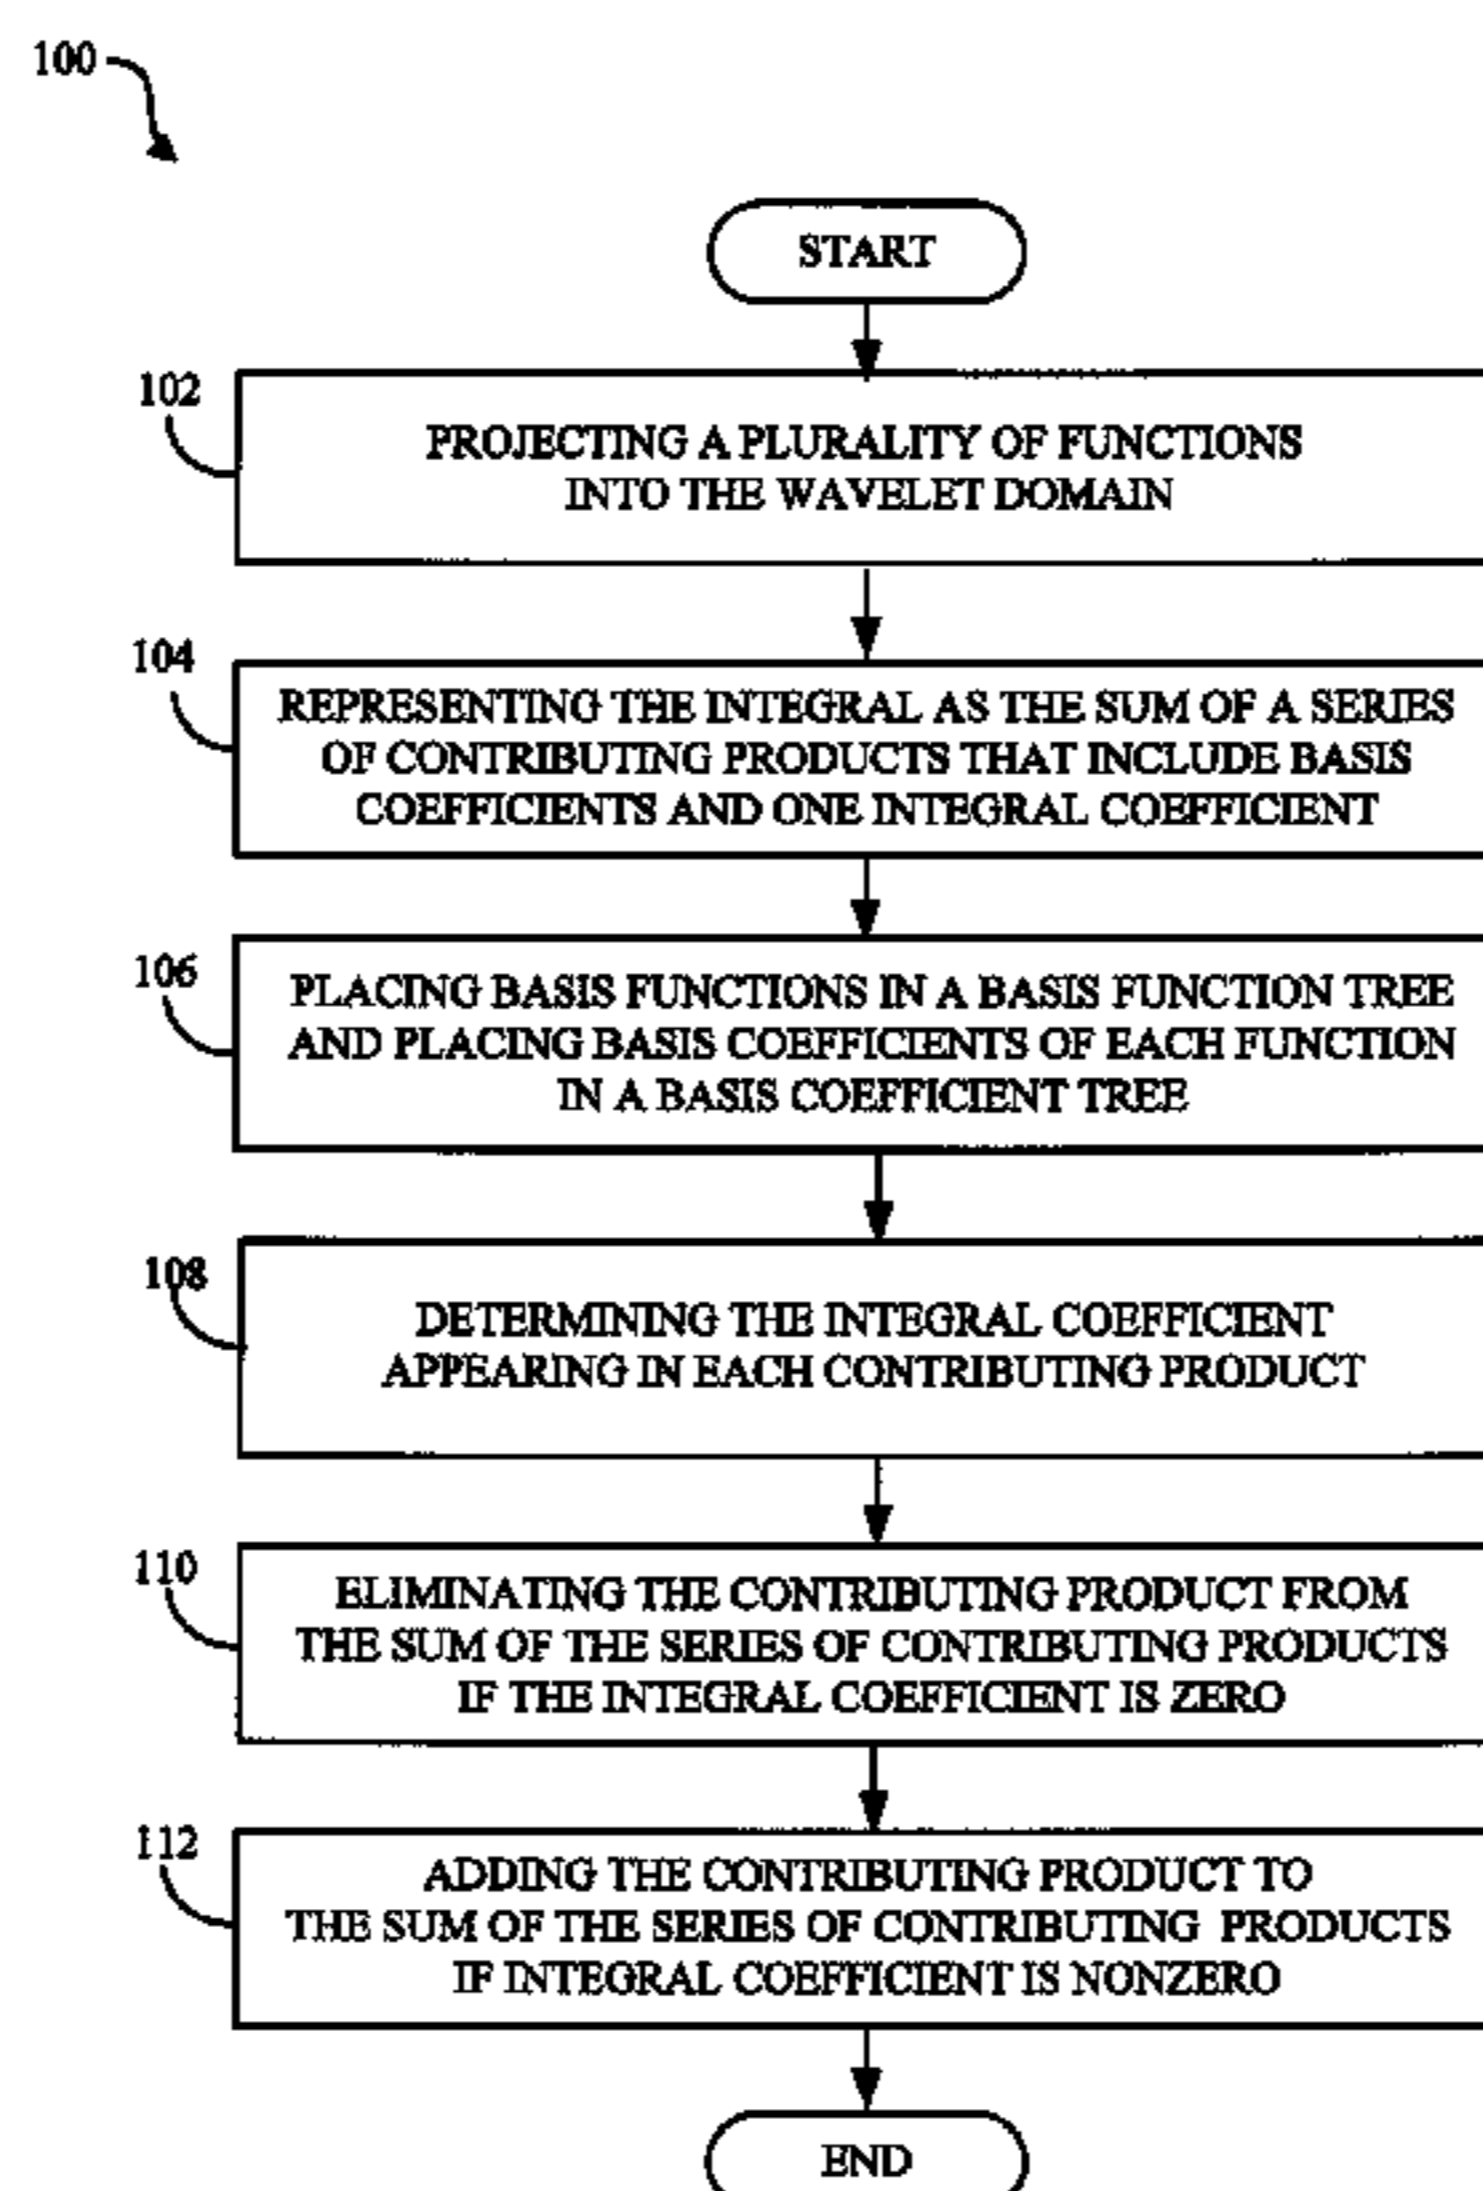 100
START
102
PROJECTING A PLURALITY OF FUNCTIONS
INTO THE WAVELET DOMAIN
104
REPRESENTING THE INTEGRAL AS THE SUM OF A SERIES
OF CONTRIBUTING PRODUCTS THAT INCLUDE BASIS
COEFFICIENTS AND ONE INTEGRAL COEFFICIENT
106
PLACING BASIS FUNCTIONS IN A BASIS FUNCTION TREE
AND PLACING BASIS COEFFICIENTS OF EACH FUNCTION
IN A BASIS COEFFICIENT TREE
108
DETERMINING THE INTEGRAL COEFFICIENT
APPEARING IN EACH CONTRIBUTING PRODUCT
110
ELIMINATING THE CONTRIBUTING PRODUCT FROM
THE SUM OF THE SERIES OF CONTRIBUTING PRODUCTS
IF THE INTEGRAL COEFFICIENT IS ZERO
112
ADDING THE CONTRIBUTING PRODUCT TO
THE SUM OF THE SERIES OF CONTRIBUTING PRODUCTS
IF INTEGRAL COEFFICIENT IS NONZERO
END